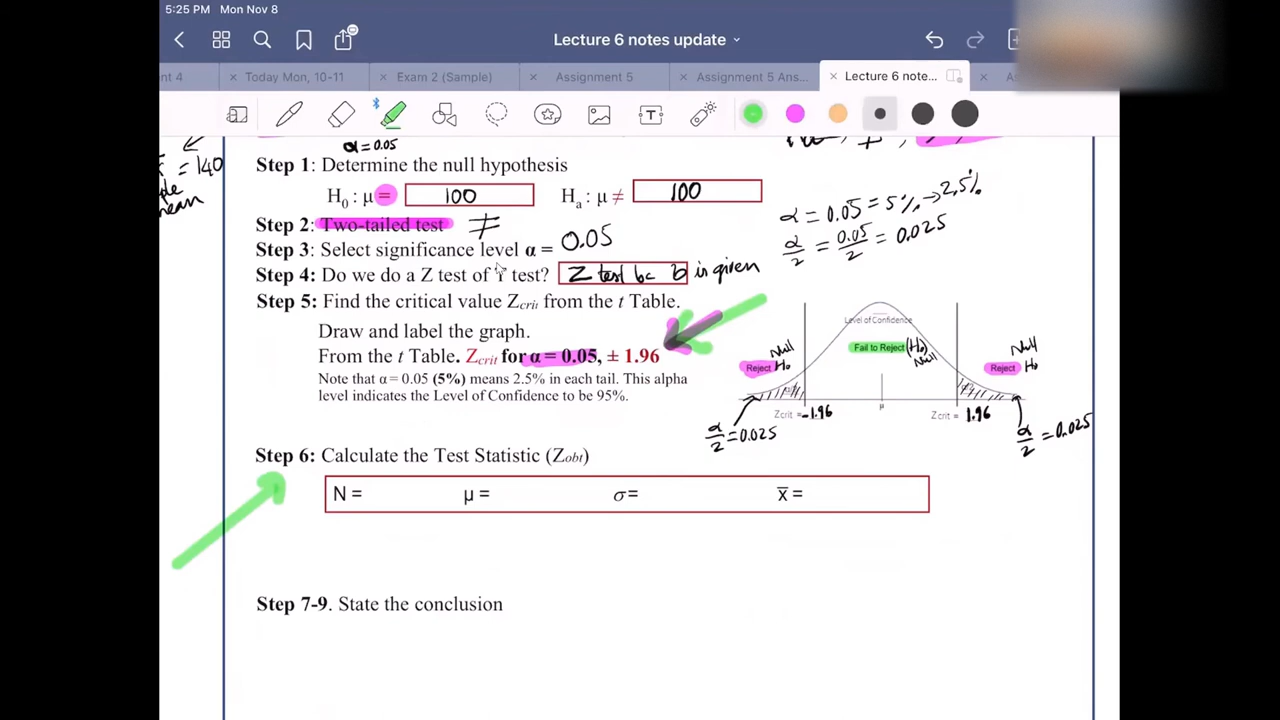 5:25 PM Mon Nov 8
Lecture 6 notes update
nt 4
× Today Mon, 10-11
× Exam 2 (Sample)
× Assignment 5
× Assignment 5 Ans...
× Lecture 6 note...
× As
α = 0.05
= 140
mean
Step 1: Determine the null hypothesis
H0 : μ = 100 Ha : μ ≠ 100
Step 2: Two-tailed test ≠
Step 3: Select significance level α = 0.05
Step 4: Do we do a Z test of T test? Z test bc σ is given
α = 0.05 = 5% → 2.5%
α/2 = 0.05/2 = 0.025
Step 5: Find the critical value Zcrit from the t Table.
Draw and label the graph.
From the t Table. Zcrit for α = 0.05, ± 1.96
Note that α = 0.05 (5%) means 2.5% in each tail. This alpha
level indicates the Level of Confidence to be 95%.
Level of Confidence
Null
Reject H0
Fail to Reject (H0)
Null
Null
Reject H0
Zcrit = -1.96
μ
Zcrit = 1.96
α/2 = 0.025
α/2 = 0.025
Step 6: Calculate the Test Statistic (Zobt)
N = μ = σ= x̅ =
Step 7-9. State the conclusion